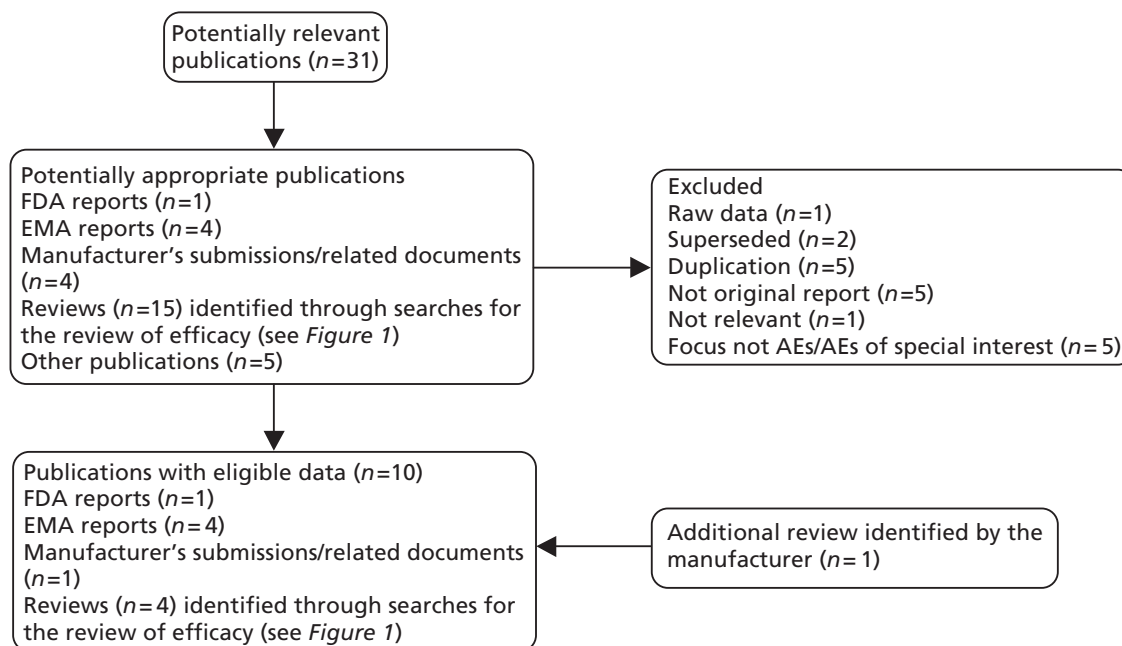 Potentially relevant
publications (n=31)
Potentially appropriate publications
FDA reports (n=1)
EMA reports (n=4)
Manufacturer's submissions/related documents
(n=4)
Reviews (n=15) identified through searches for
the review of efficacy (see Figure 1)
Other publications (n=5)
Excluded
Raw data (n=1)
Superseded (n=2)
Duplication (n=5)
Not original report (n=5)
Not relevant (n=1)
Focus not AEs/AEs of special interest (n=5)
Publications with eligible data (n=10)
FDA reports (n=1)
EMA reports (n=4)
Manufacturer's submissions/related documents
(n=1)
Reviews (n=4) identified through searches for
the review of efficacy (see Figure 1)
Additional review identified by the
manufacturer (n=1)